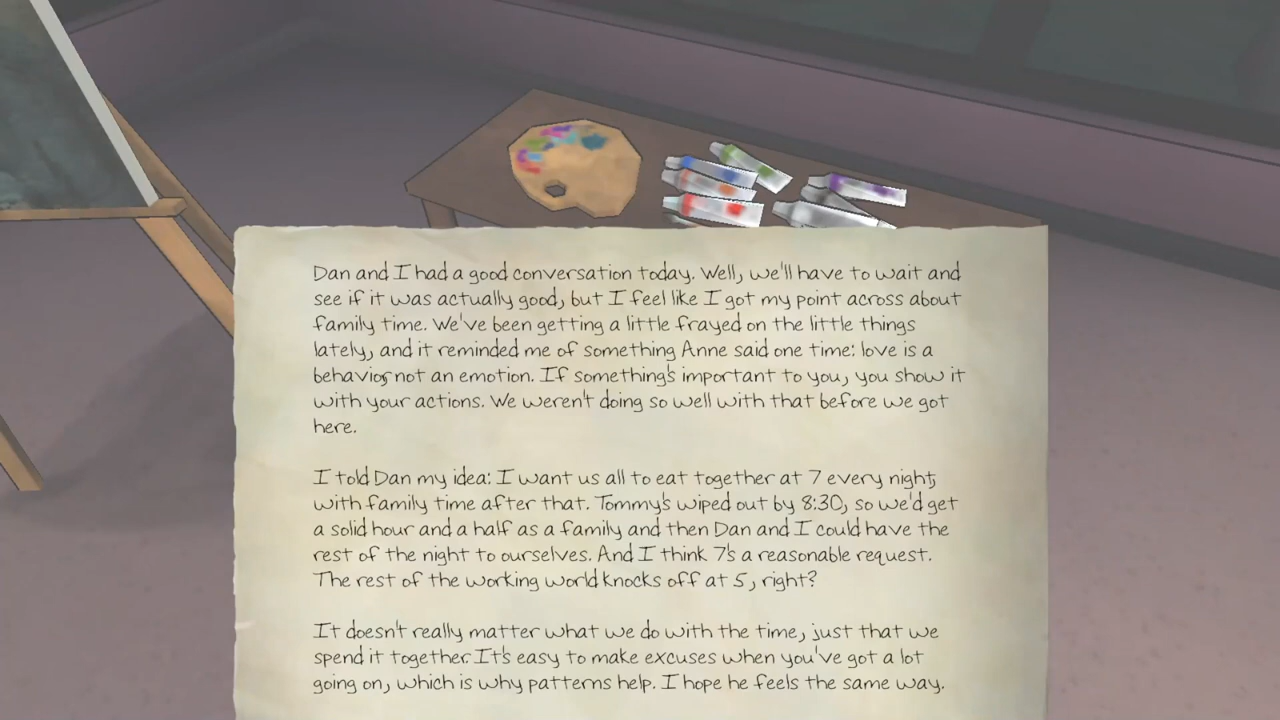 Dan and I had a good conversation today. Well, we'll have to wait and
see if it was actually good, but I feel like I got my point across about
family time. We've been getting a little frayed on the little things
lately, and it reminded me of something Anne said one time: love is a
behavior, not an emotion. If something's important to you, you show it
with your actions. We weren't doing so well with that before we got
here.
I told Dan my idea: I want us all to eat together at 7 every night,
with family time after that. Tommy's wiped out by 8:30, so we'd get
a solid hour and a half as a family and then Dan and I could have the
rest of the night to ourselves. And I think 7's a reasonable request.
The rest of the working world knocks off at 5, right?
It doesn't really matter what we do with the time, just that we
spend it together. It's easy to make excuses when you've got a lot
going on, which is why patterns help. I hope he feels the same way.